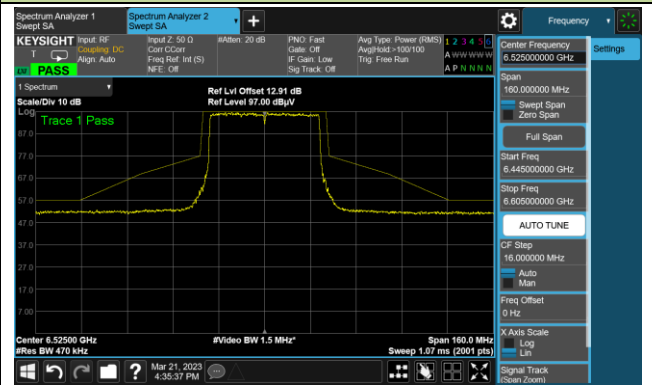 Spectrum Analyzer 1
Swept SA
Spectrum Analyzer 2
Swept SA
Frequency
KEYSIGHT
Input: RF
Coupling: DC
Align: Auto
Input Z: 50 Ω
Corr CCorr
Freq Ref: Int (S)
NFE: Off
#Atten: 20 dB
PNO: Fast
Gate: Off
IF Gain: Low
Sig Track: Off
Avg Type: Power (RMS)
Avg|Hold:>100/100
Trig: Free Run
1 2 3 4 5 6
A W W W W W
A P N N N N
T
LXI
PASS
1 Spectrum
Scale/Div 10 dB
Ref Lvl Offset 12.91 dB
Ref Level 97.00 dBµV
Log
Trace 1 Pass
87.0
77.0
67.0
57.0
47.0
37.0
27.0
17.0
7.00
Center 6.52500 GHz
#Res BW 470 kHz
#Video BW 1.5 MHz*
Span 160.0 MHz
Sweep 1.07 ms (2001 pts)
Mar 21, 2023
4:35:37 PM
Center Frequency
6.525000000 GHz
Settings
Span
160.000000 MHz
Swept Span
Zero Span
Full Span
Start Freq
6.445000000 GHz
Stop Freq
6.605000000 GHz
AUTO TUNE
CF Step
16.000000 MHz
Auto
Man
Freq Offset
0 Hz
X Axis Scale
Log
Lin
Signal Track
(Span Zoom)